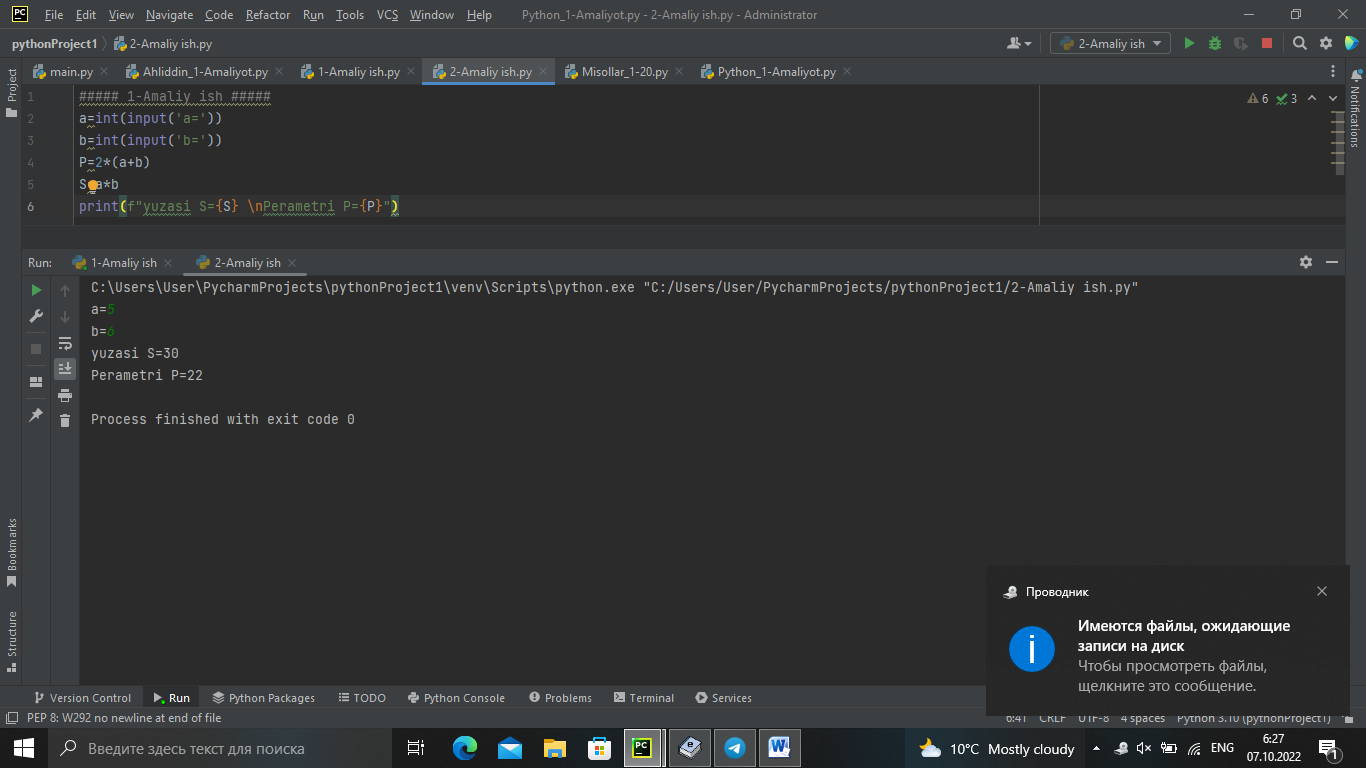 File Edit View Navigate Code Refactor Run Tools VCS Window Help Python_1-Amaliyot.py - 2-Amaliy ish.py - Administrator
pythonProject1 2-Amaliy ish.py
2-Amaliy ish
main.py Ahliddin_1-Amaliyot.py 1-Amaliy ish.py 2-Amaliy ish.py Misollar_1-20.py Python_1-Amaliyot.py
Project
Notifications
6 3
1 ##### 1-Amaliy ish #####
2 a=int(input('a='))
3 b=int(input('b='))
4 P=2*(a+b)
5 S=a*b
6 print(f"yuzasi S={S} \nPerametri P={P}")
Run: 1-Amaliy ish 2-Amaliy ish
C:\Users\User\PycharmProjects\pythonProject1\venv\Scripts\python.exe "C:/Users/User/PycharmProjects/pythonProject1/2-Amaliy ish.py"
a=5
b=6
yuzasi S=30
Perametri P=22
Process finished with exit code 0
Bookmarks
Structure
Проводник
Имеются файлы, ожидающие
записи на диск
Чтобы просмотреть файлы,
щелкните это сообщение.
Version Control Run Python Packages TODO Python Console Problems Terminal Services
PEP 8: W292 no newline at end of file
6:41 CRLF UTF-8 4 spaces Python 3.10 (pythonProject1)
Введите здесь текст для поиска
10°C Mostly cloudy
ENG
6:27
07.10.2022
1